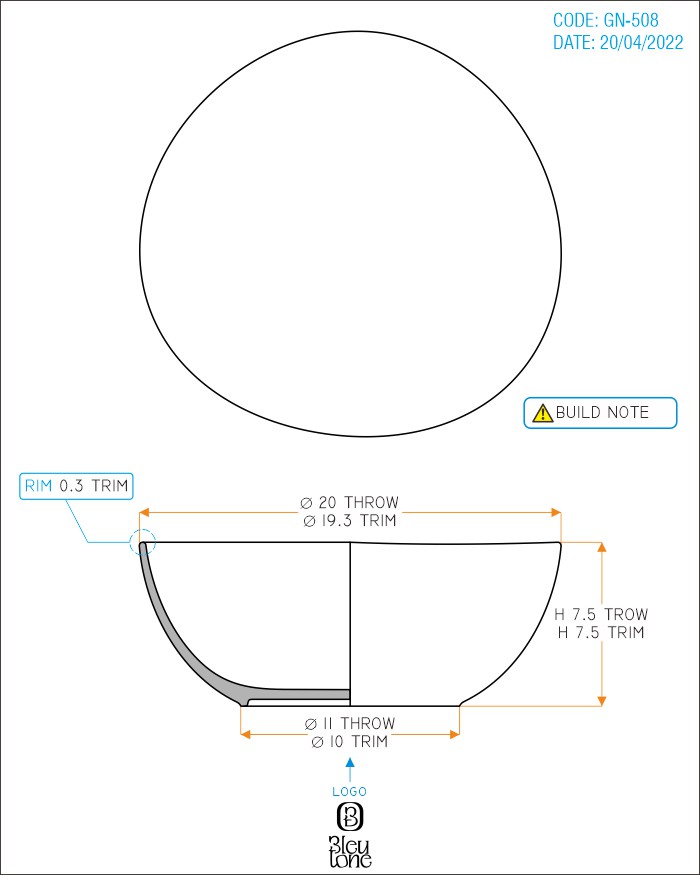 CODE: GN-508
DATE: 20/04/2022
BUILD NOTE
RIM 0.3 TRIM
⌀ 20 THROW
⌀ 19.3 TRIM
H 7.5 TROW
H 7.5 TRIM
⌀ 11 THROW
⌀ 10 TRIM
LOGO
Bleu
tone